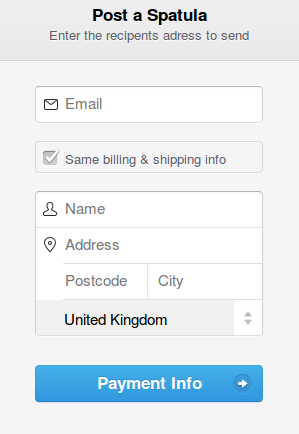 Post a Spatula
Enter the recipents adress to send
Email
Same billing & shipping info
Name
Address
Postcode City
United Kingdom
Payment Info